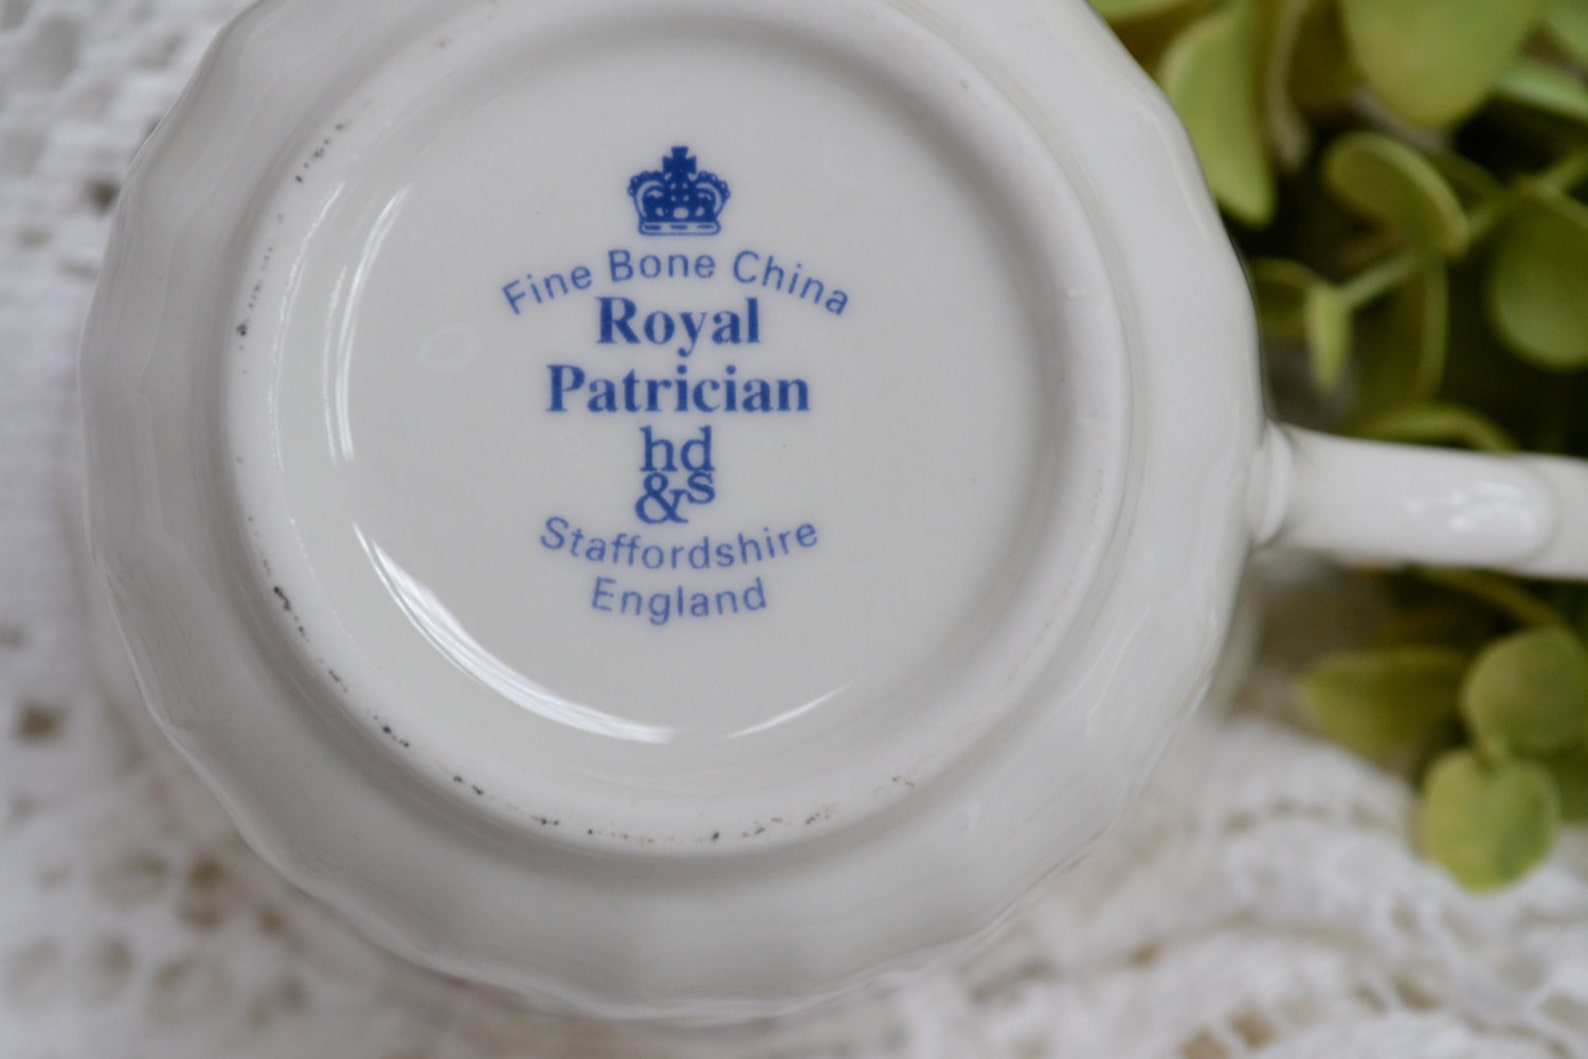 Fine Bone China
Royal
Patrician
hd
&s
Staffordshire
England